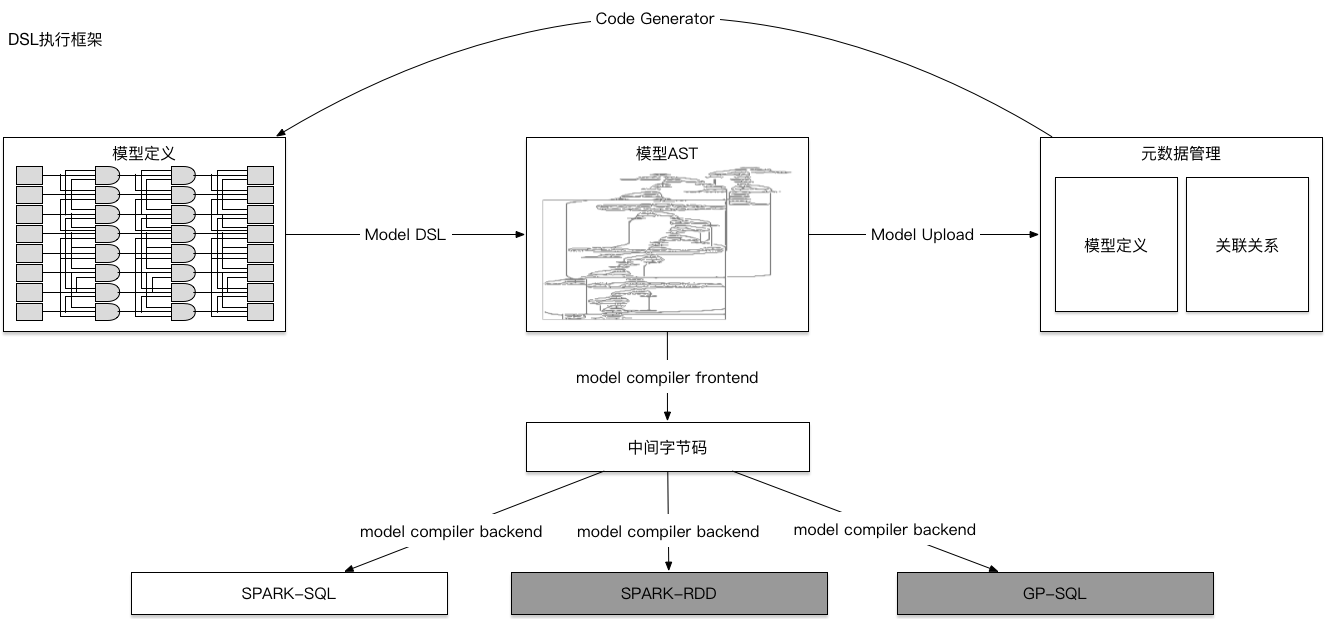 Code Generator
DSL执行框架
模型定义
模型AST
元数据管理
Model DSL
Model Upload
模型定义
关联关系
model compiler frontend
中间字节码
model compiler backend
model compiler backend
model compiler backend
SPARK-SQL
SPARK-RDD
GP-SQL